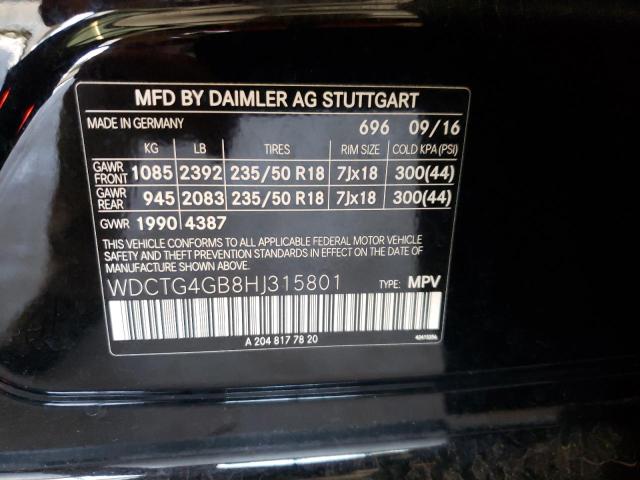 MFD BY DAIMLER AG STUTTGART
MADE IN GERMANY 696 09/16
KG LB TIRES RIM SIZE COLD KPA (PSI)
GAWR FRONT 1085 2392 235/50 R18 7Jx18 300(44)
GAWR REAR 945 2083 235/50 R18 7Jx18 300(44)
GVWR 1990 4387
THIS VEHICLE CONFORMS TO ALL APPLICABLE FEDERAL MOTOR VEHICLE
SAFETY AND THEFT PREVENTION STANDARDS IN EFFECT ON THE
DATE OF MANUFACTURE SHOWN ABOVE.
WDCTG4GB8HJ315801 TYPE: MPV
A 204 817 78 20